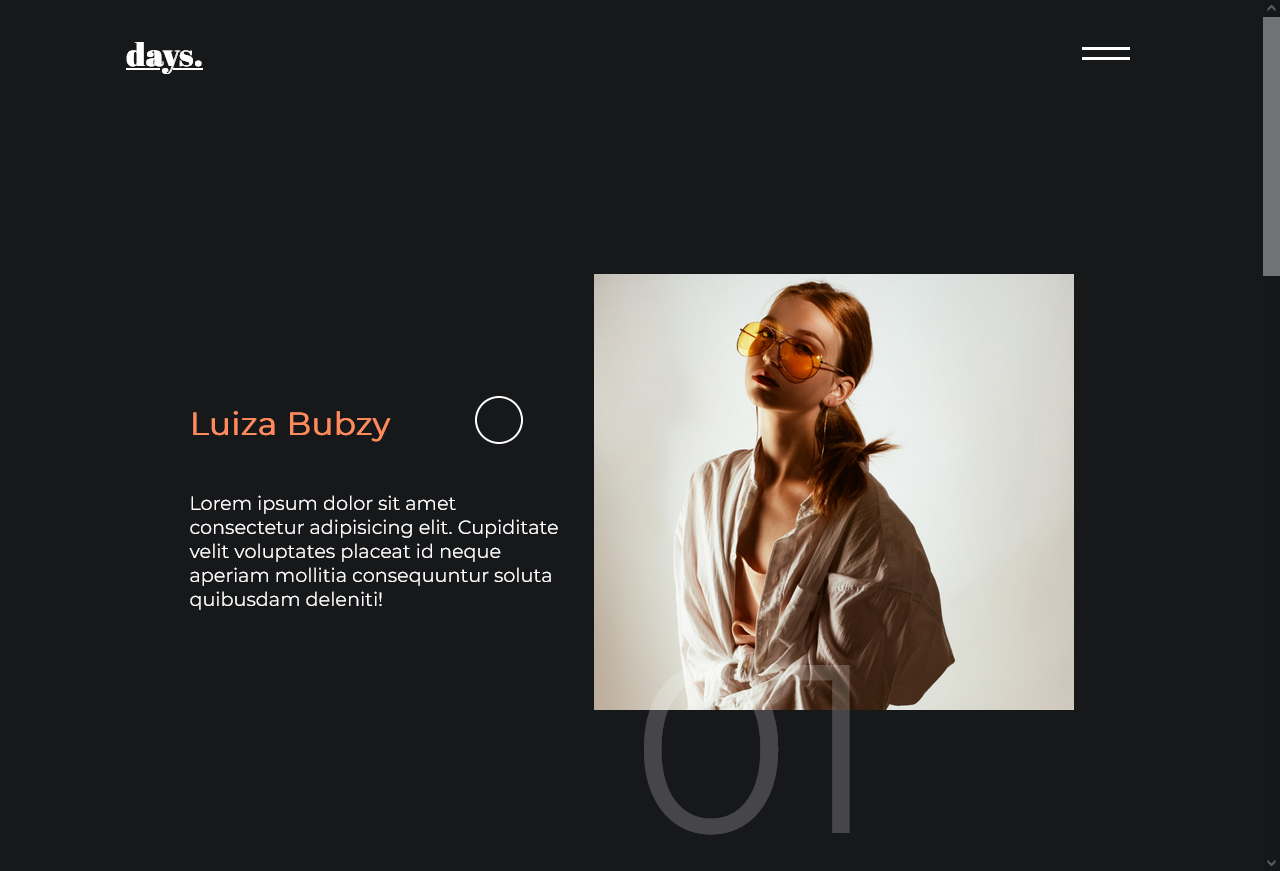 days.
Luiza Bubzy
Lorem ipsum dolor sit amet
consectetur adipisicing elit. Cupiditate
velit voluptates placeat id neque
aperiam mollitia consequuntur soluta
quibusdam deleniti!
01